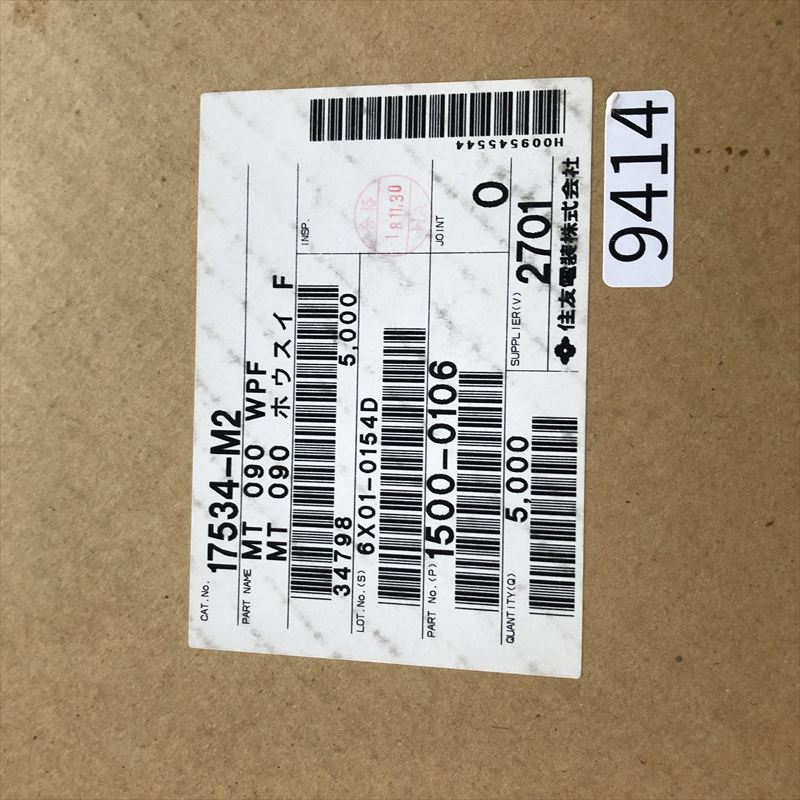 CAT.No. 17534-M2
PART NAME MT 090 WPF
MT 090 ホウスイ F
34798 5,000
INSP.
合格
18.11.30
LOT.No.(S) 6X01-0154D
PART No.(P) 1500-0106
JOINT 0
QUANTITY(Q) 5,000
SUPPLIER(V) 2701
住友電装株式会社
H009545544
9414